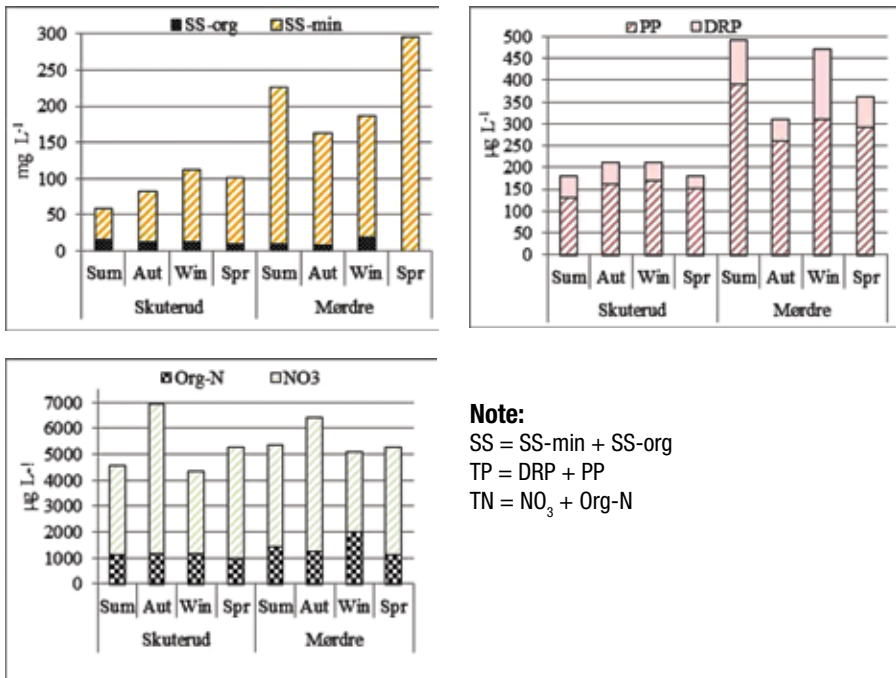 SS-org SS-min
300
250
200
150
100
50
0
mg L-1
Sum Aut Win Spr Sum Aut Win Spr
Skuterud Mørdre
PP DRP
500
450
400
350
300
250
200
150
100
50
0
µg L-1
Sum Aut Win Spr Sum Aut Win Spr
Skuterud Mørdre
Org-N NO3
7000
6000
5000
4000
3000
2000
1000
0
µg L-1
Sum Aut Win Spr Sum Aut Win Spr
Skuterud Mørdre
Note:
SS = SS-min + SS-org
TP = DRP + PP
TN = NO₃ + Org-N